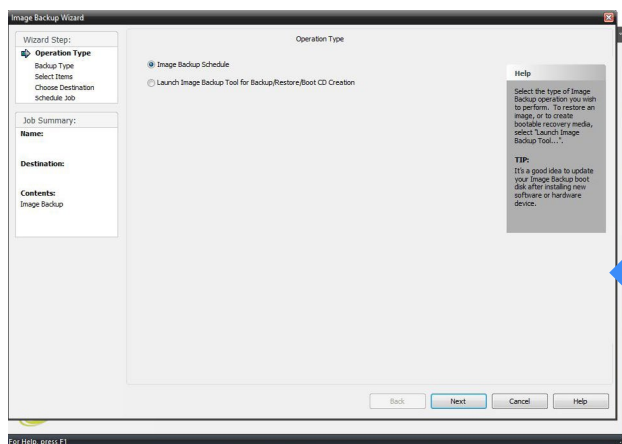 Image Backup Wizard
Wizard Step:
Operation Type
Backup Type
Select Items
Choose Destination
Schedule Job
Job Summary:
Name:
Destination:
Contents:
Image Backup
Operation Type
Image Backup Schedule
Launch Image Backup Tool for Backup/Restore/Boot CD Creation
Help
Select the type of Image
Backup operation you wish
to perform. To restore an
image, or to create
bootable recovery media,
select "Launch Image
Backup Tool...".
TIP:
It's a good idea to update
your Image Backup boot
disk after installing new
software or hardware
device.
Back
Next
Cancel
Help
For Help, press F1